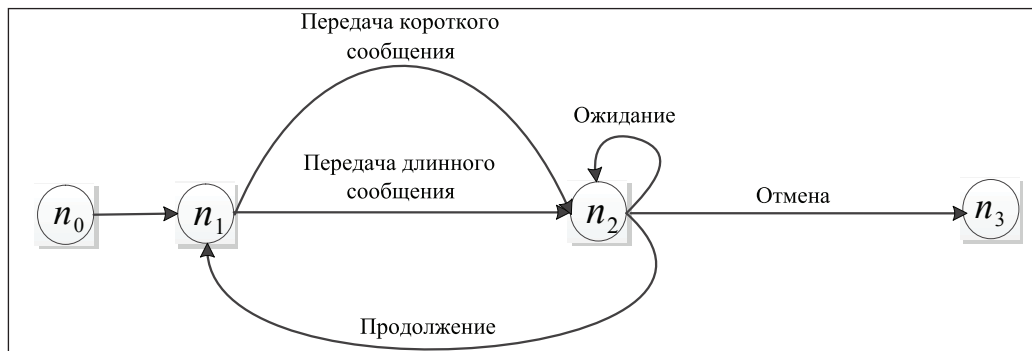 Передача короткого
сообщения
Ожидание
Передача длинного
сообщения
Отмена
n₀
n₁
n₂
n₃
Продолжение